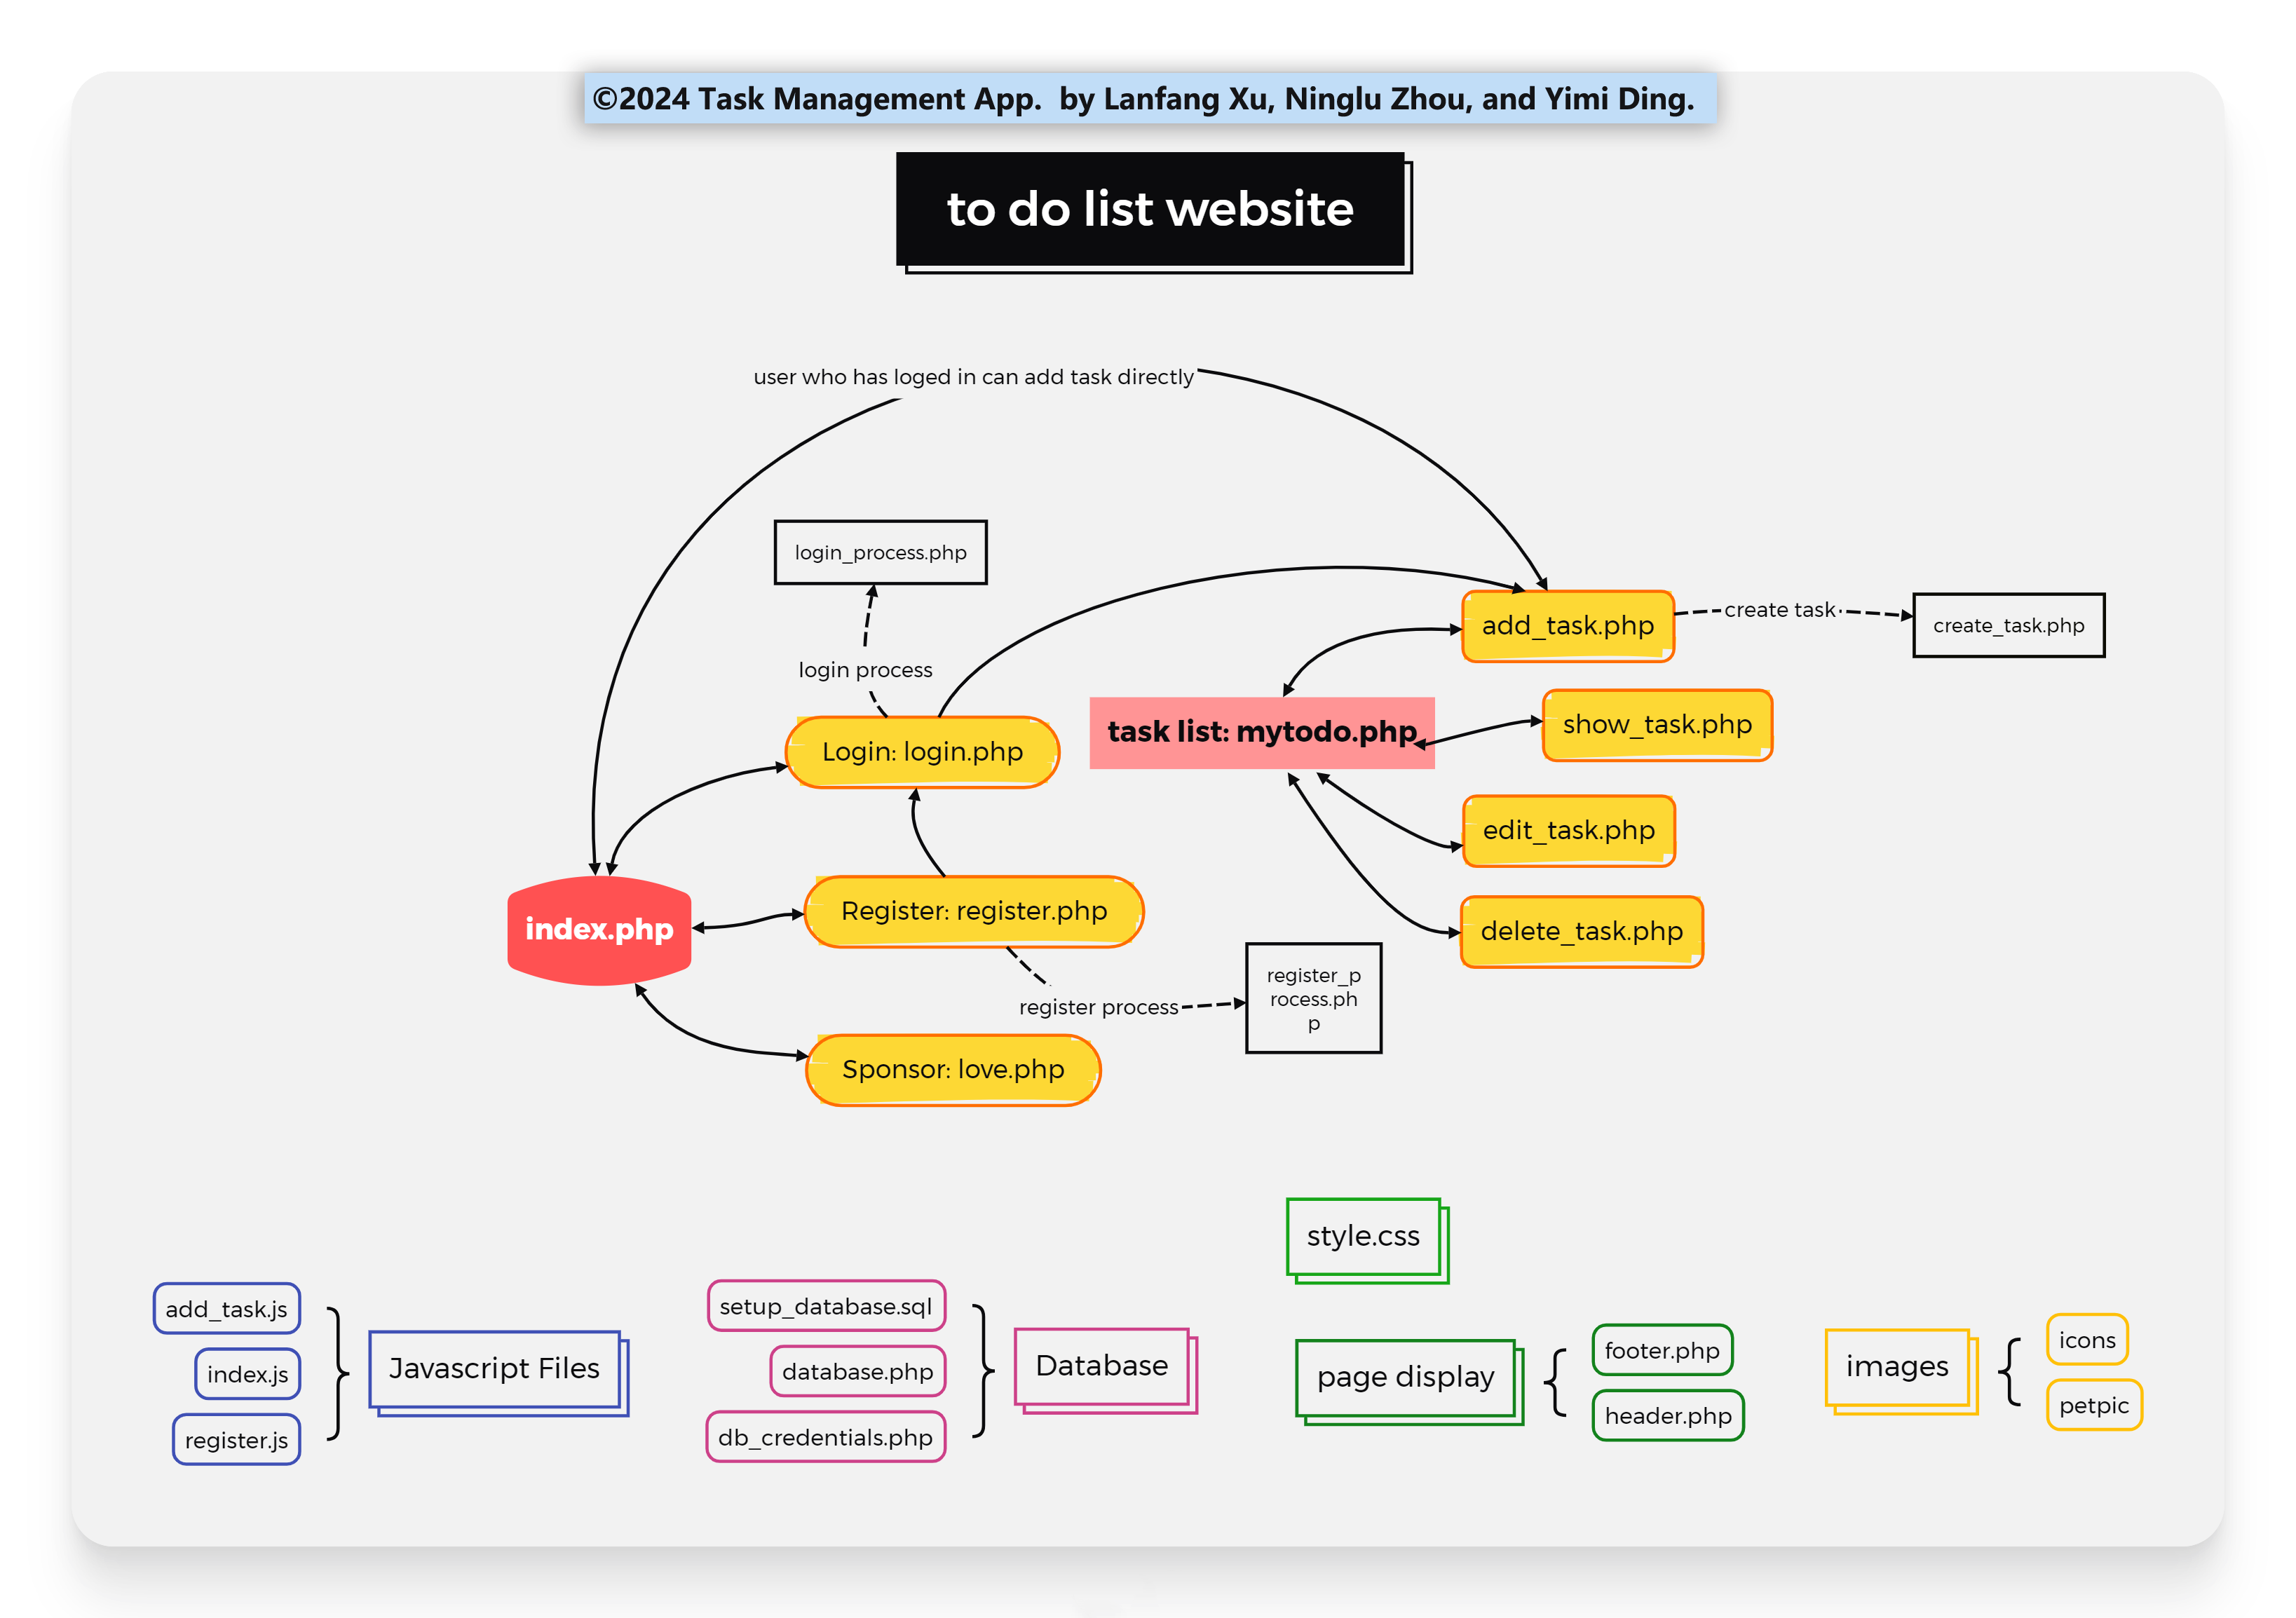 ©2024 Task Management App.  by Lanfang Xu, Ninglu Zhou, and Yimi Ding.
to do list website
user who has loged in can add task directly
login_process.php
add_task.php
create task
create_task.php
login process
task list: mytodo.php
show_task.php
Login: login.php
edit_task.php
index.php
Register: register.php
delete_task.php
register process
register_p
rocess.ph
p
Sponsor: love.php
style.css
add_task.js
index.js
register.js
Javascript Files
setup_database.sql
database.php
db_credentials.php
Database
page display
footer.php
header.php
images
icons
petpic